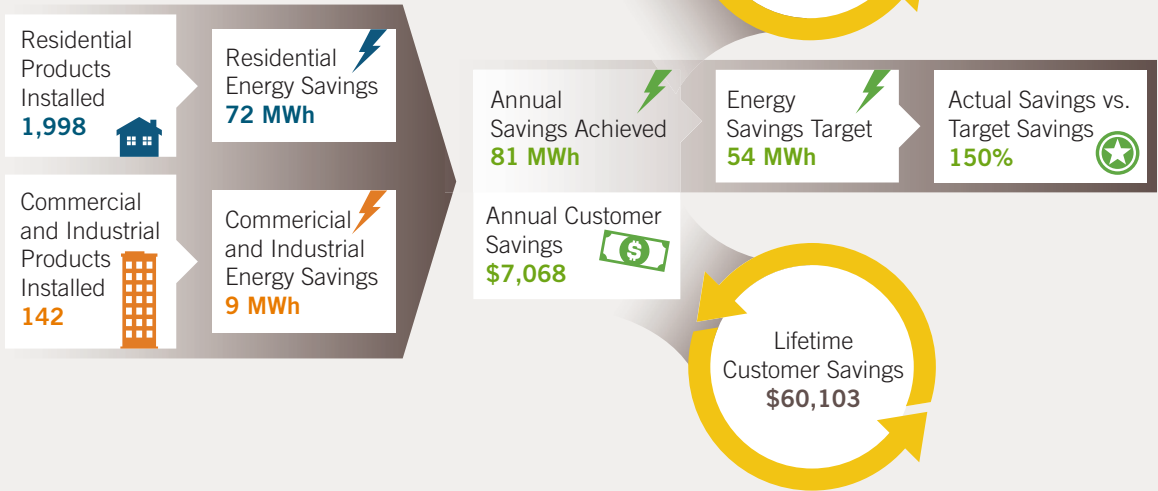 Residential
Products
Installed
1,998
Residential
Energy Savings
72 MWh
Commercial
and Industrial
Products
Installed
142
Commericial
and Industrial
Energy Savings
9 MWh
Annual
Savings Achieved
81 MWh
Annual Customer
Savings
$7,068
$
Energy
Savings Target
54 MWh
Actual Savings vs.
Target Savings
150%
Lifetime
Customer Savings
$60,103